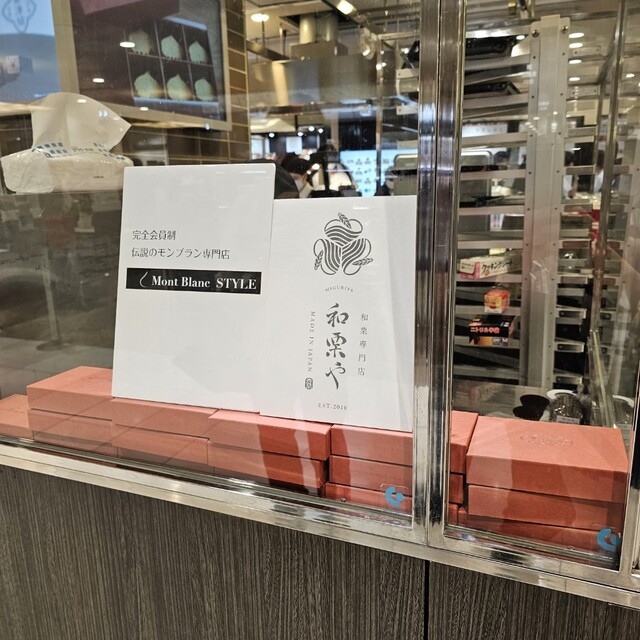 完全会員制
伝説のモンブラン専門店
Mont Blanc STYLE
WAGURIYA
和栗や
和栗専門店
MADE IN JAPAN
EST.2010